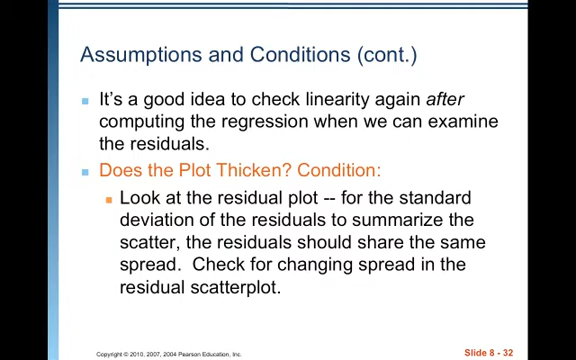 Assumptions and Conditions (cont.)
It's a good idea to check linearity again after
computing the regression when we can examine
the residuals.
Does the Plot Thicken? Condition:
Look at the residual plot -- for the standard
deviation of the residuals to summarize the
scatter, the residuals should share the same
spread.  Check for changing spread in the
residual scatterplot.
Copyright © 2010, 2007, 2004 Pearson Education, Inc.
Slide 8 - 32